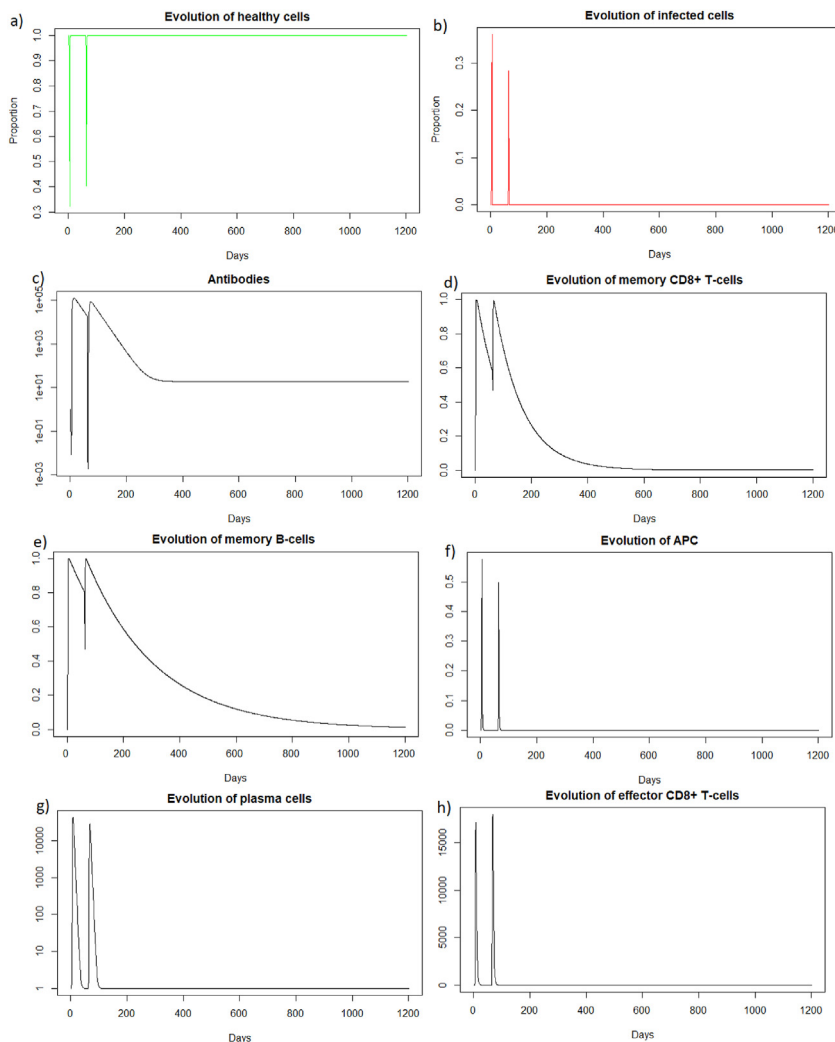 a)
Evolution of healthy cells
Proportion
0.3 0.4 0.5 0.6 0.7 0.8 0.9 1.0
0 200 400 600 800 1000 1200
Days
b)
Evolution of infected cells
Proportion
0.0 0.1 0.2 0.3
0 200 400 600 800 1000 1200
Days
c)
Antibodies
1e-03 1e-01 1e+01 1e+03 1e+05
0 200 400 600 800 1000 1200
Days
d)
Evolution of memory CD8+ T-cells
0.0 0.2 0.4 0.6 0.8 1.0
0 200 400 600 800 1000 1200
Days
e)
Evolution of memory B-cells
0.0 0.2 0.4 0.6 0.8 1.0
0 200 400 600 800 1000 1200
Days
f)
Evolution of APC
0.0 0.1 0.2 0.3 0.4 0.5
0 200 400 600 800 1000 1200
Days
g)
Evolution of plasma cells
1 10 100 1000 10000
0 200 400 600 800 1000 1200
Days
h)
Evolution of effector CD8+ T-cells
0 5000 10000 15000
0 200 400 600 800 1000 1200
Days